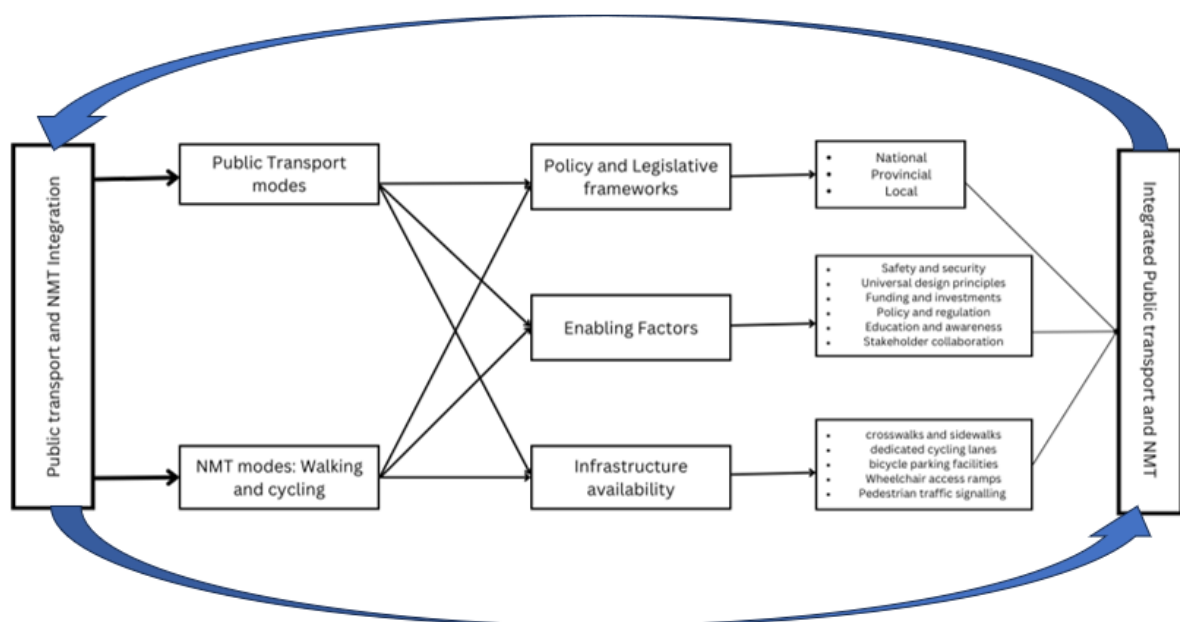 Public transport and NMT Integration
Public Transport
modes
NMT modes: Walking
and cycling
Policy and Legislative
frameworks
Enabling Factors
Infrastructure
availability
• National
• Provincial
• Local
• Safety and security
• Universal design principles
• Funding and investments
• Policy and regulation
• Education and awareness
• Stakeholder collaboration
• crosswalks and sidewalks
• dedicated cycling lanes
• bicycle parking facilities
• Wheelchair access ramps
• Pedestrian traffic signalling
Integrated Public transport and NMT